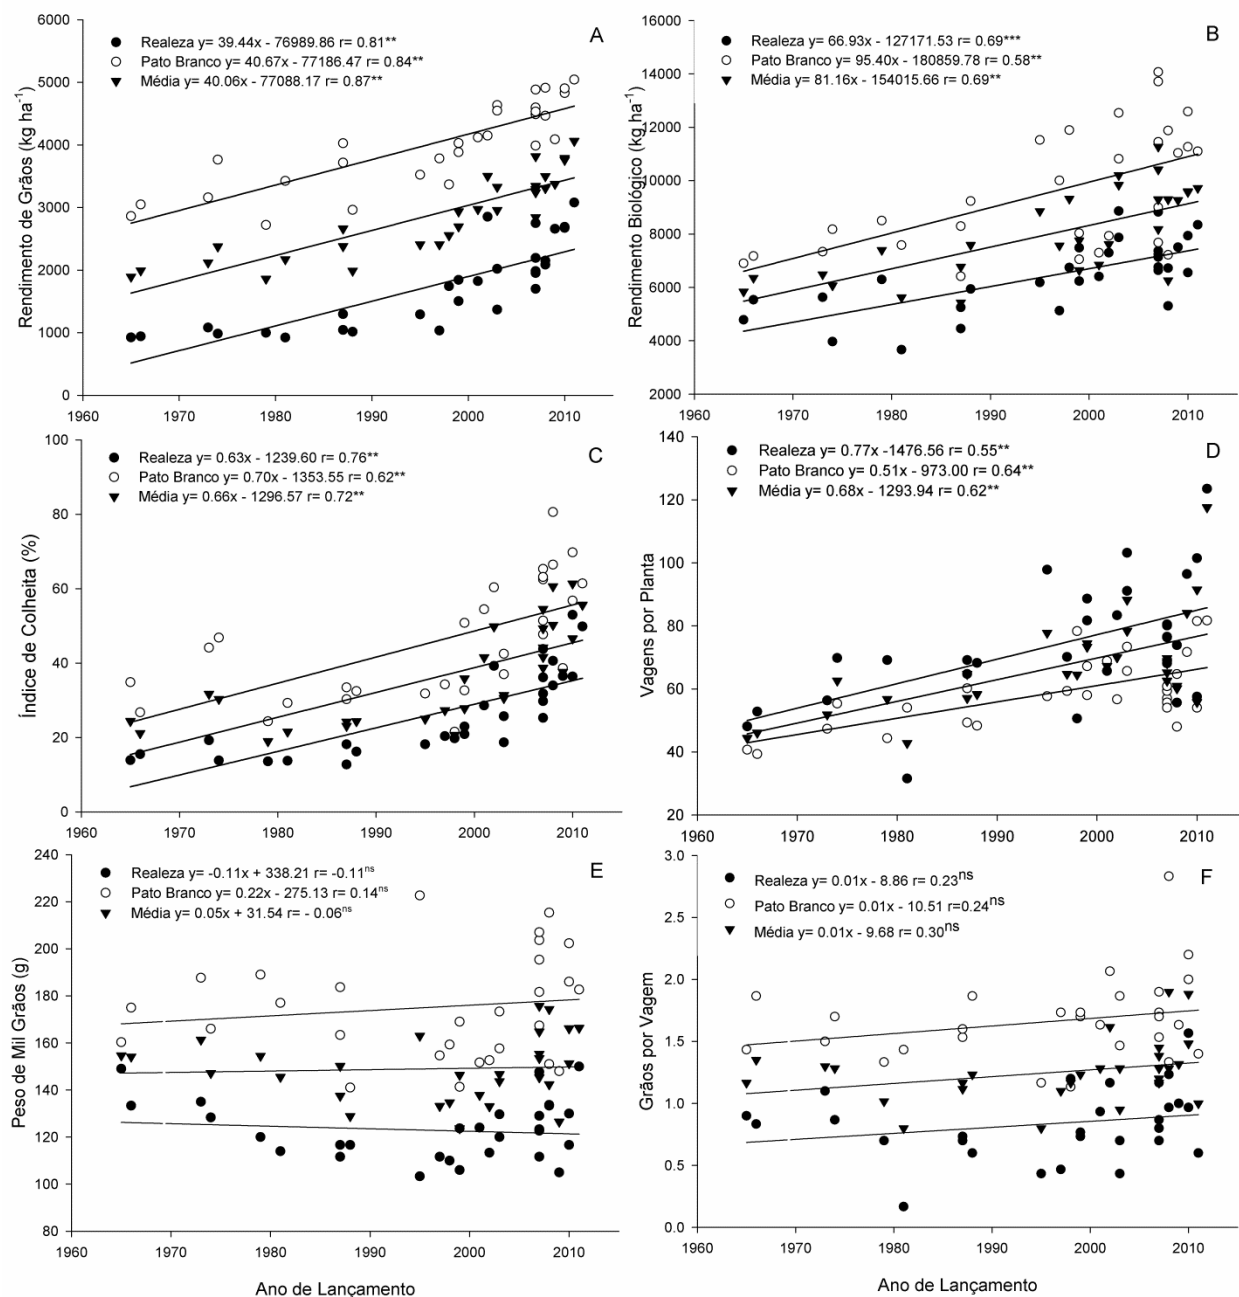 A
Realeza y= 39.44x - 76989.86 r= 0.81**
Pato Branco y= 40.67x - 77186.47 r= 0.84**
Média y= 40.06x - 77088.17 r= 0.87**
Rendimento de Grãos (kg ha-1)
6000
5000
4000
3000
2000
1000
0
1960 1970 1980 1990 2000 2010
B
Realeza y= 66.93x - 127171.53 r= 0.69***
Pato Branco y= 95.40x - 180859.78 r= 0.58**
Média y= 81.16x - 154015.66 r= 0.69**
Rendimento Biológico (kg ha-1)
16000
14000
12000
10000
8000
6000
4000
2000
1960 1970 1980 1990 2000 2010
C
Realeza y= 0.63x - 1239.60 r= 0.76**
Pato Branco y= 0.70x - 1353.55 r= 0.62**
Média y= 0.66x - 1296.57 r= 0.72**
Índice de Colheita (%)
100
80
60
40
20
0
1960 1970 1980 1990 2000 2010
D
Realeza y= 0.77x -1476.56 r= 0.55**
Pato Branco y= 0.51x - 973.00 r= 0.64**
Média y= 0.68x - 1293.94 r= 0.62**
Vagens por Planta
140
120
100
80
60
40
20
1960 1970 1980 1990 2000 2010
E
Realeza y= -0.11x + 338.21 r= -0.11ns
Pato Branco y= 0.22x - 275.13 r= 0.14ns
Média y= 0.05x + 31.54 r= - 0.06ns
Peso de Mil Grãos (g)
240
220
200
180
160
140
120
100
80
1960 1970 1980 1990 2000 2010
Ano de Lançamento
F
Realeza y= 0.01x - 8.86 r= 0.23ns
Pato Branco y= 0.01x - 10.51 r=0.24ns
Média y= 0.01x - 9.68 r= 0.30ns
Grãos por Vagem
3.0
2.5
2.0
1.5
1.0
0.5
0.0
1960 1970 1980 1990 2000 2010
Ano de Lançamento